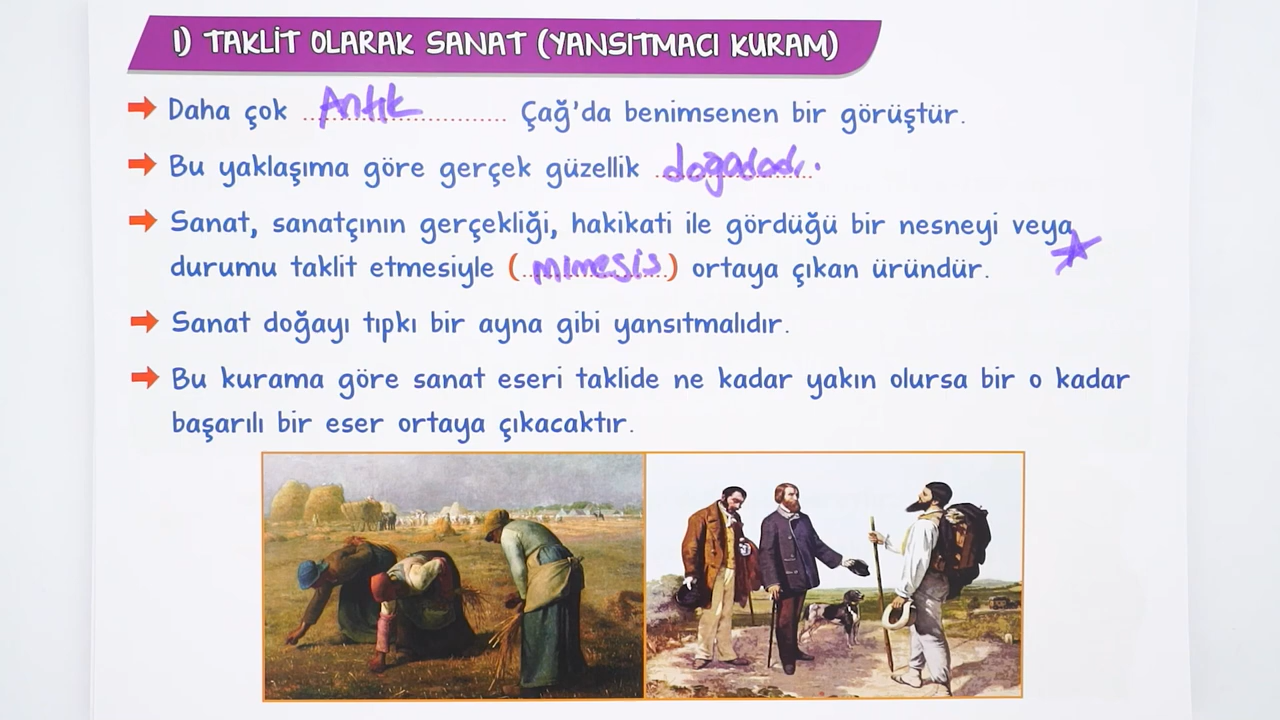 1) TAKLİT OLARAK SANAT (YANSITMACI KURAM)
Daha çok Antik Çağ'da benimsenen bir görüştür.
Bu yaklaşıma göre gerçek güzellik doğadadır.
Sanat, sanatçının gerçekliği, hakikati ile gördüğü bir nesneyi veya
durumu taklit etmesiyle (mimesis) ortaya çıkan üründür.
Sanat doğayı tıpkı bir ayna gibi yansıtmalıdır.
Bu kurama göre sanat eseri taklide ne kadar yakın olursa bir o kadar
başarılı bir eser ortaya çıkacaktır.